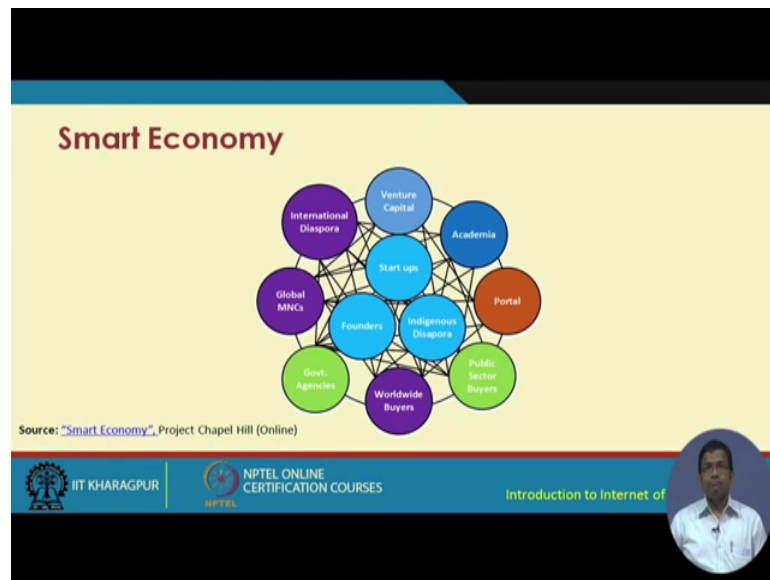 Smart Economy
Venture
Capital
International
Diaspora
Academia
Start ups
Global
MNCs
Portal
Founders
Indigenous
Disapora
Govt.
Agencies
Public
Sector
Buyers
Worldwide
Buyers
Source: "Smart Economy", Project Chapel Hill (Online)
IIT KHARAGPUR
NPTEL
NPTEL ONLINE
CERTIFICATION COURSES
Introduction to Internet of